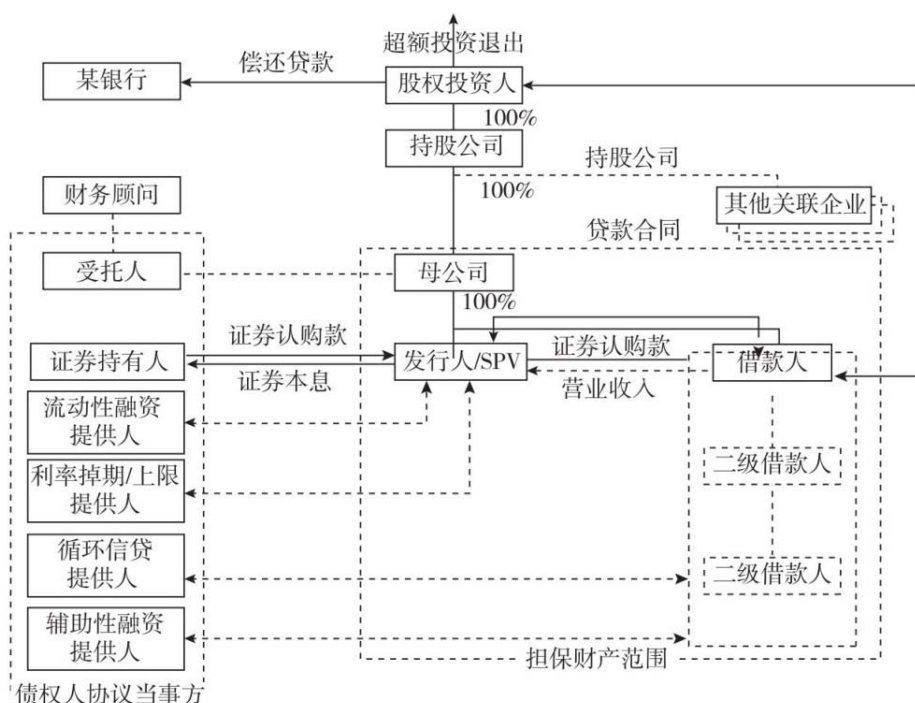 超额投资退出
某银行
偿还贷款
股权投资人
100%
持股公司
持股公司
100%
财务顾问
其他关联企业
贷款合同
受托人
母公司
100%
证券持有人
证券认购款
证券本息
发行人/SPV
证券认购款
营业收入
借款人
流动性融资
提供人
利率掉期/上限
提供人
二级借款人
循环信贷
提供人
二级借款人
辅助性融资
提供人
担保财产范围
债权人协议当事方